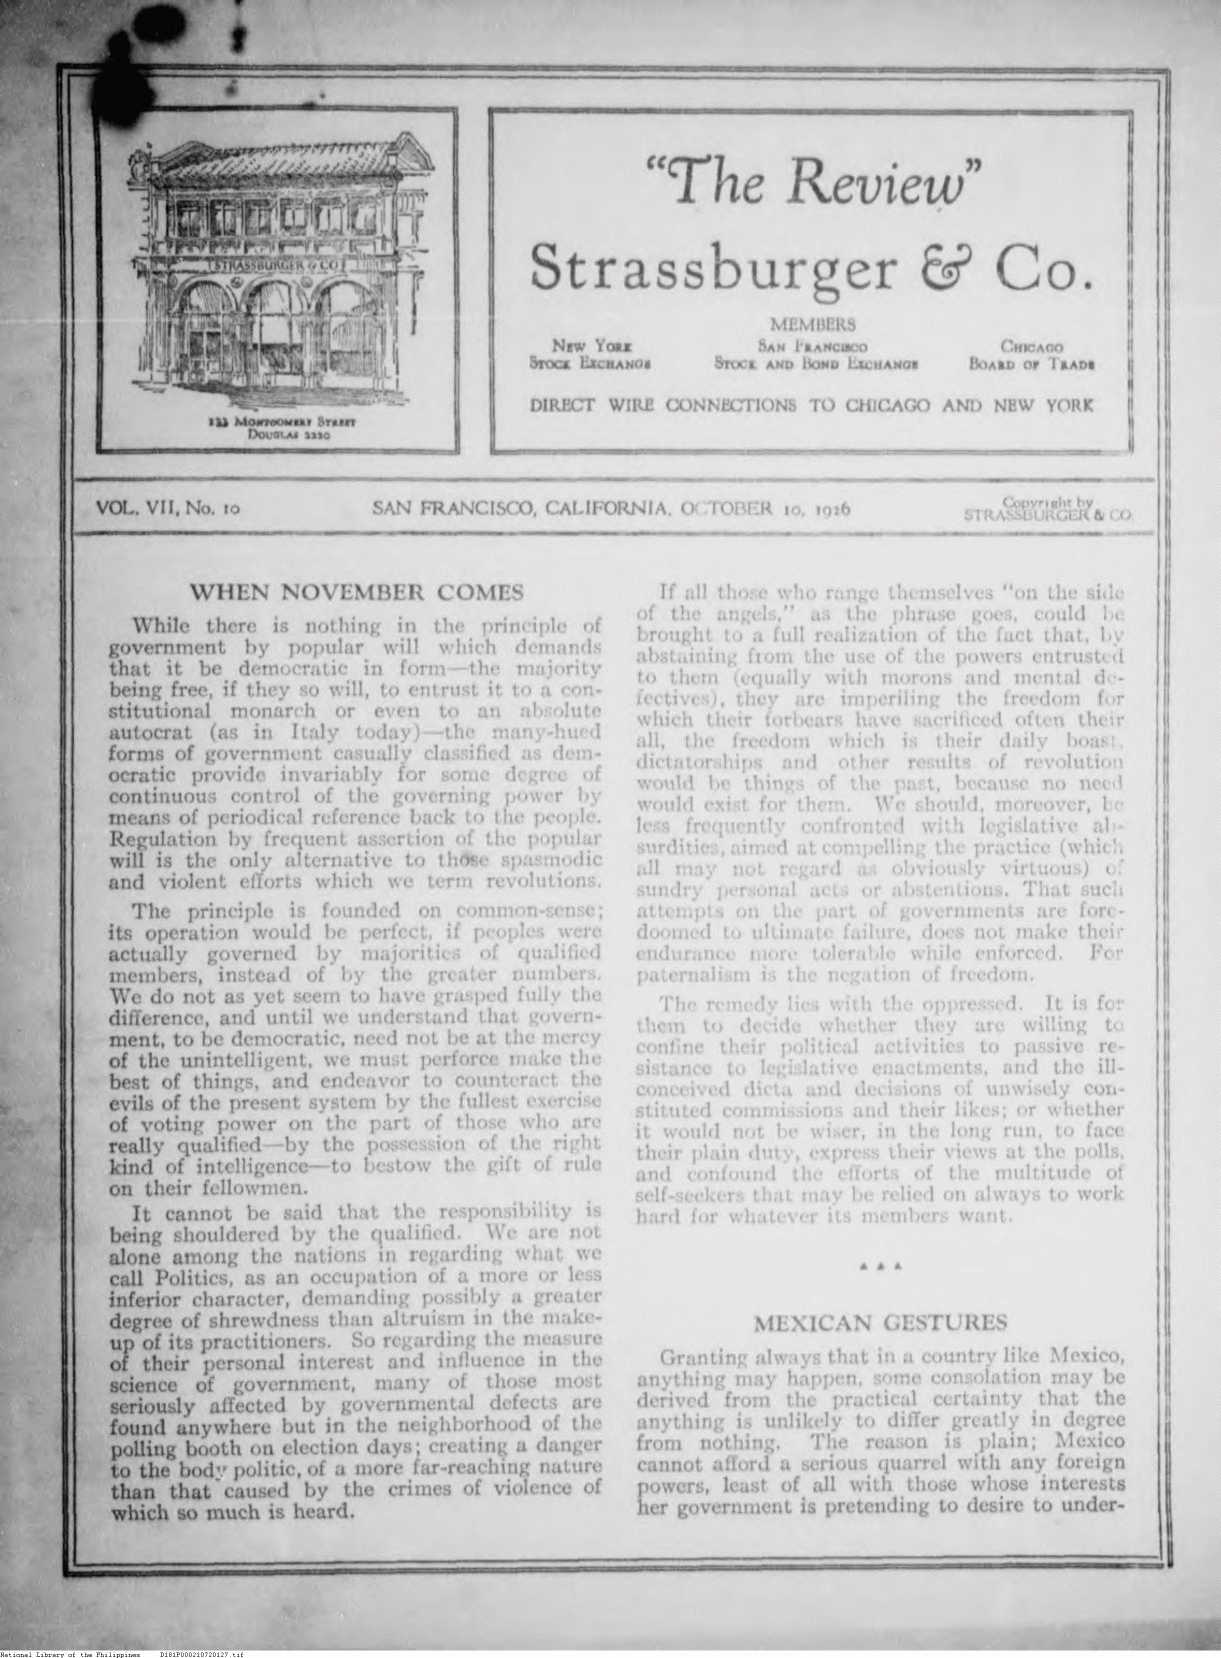 STRASSBURGER & CO
133 MONTGOMERY STREET
DOUGLAS 2220
"The Review"
Strassburger & Co.
MEMBERS
NEW YORK
STOCK EXCHANGE
SAN FRANCISCO
STOCK AND BOND EXCHANGE
CHICAGO
BOARD OF TRADE
DIRECT WIRE CONNECTIONS TO CHICAGO AND NEW YORK
VOL. VII, No. 10
SAN FRANCISCO, CALIFORNIA, OCTOBER 10, 1926
Copyright by
STRASSBURGER & CO.
WHEN NOVEMBER COMES
While there is nothing in the principle of
government by popular will which demands
that it be democratic in form—the majority
being free, if they so will, to entrust it to a con-
stitutional monarch or even to an absolute
autocrat (as in Italy today)—the many-hued
forms of government casually classified as dem-
ocratic provide invariably for some degree of
continuous control of the governing power by
means of periodical reference back to the people.
Regulation by frequent assertion of the popular
will is the only alternative to those spasmodic
and violent efforts which we term revolutions.
The principle is founded on common-sense;
its operation would be perfect, if peoples were
actually governed by majorities of qualified
members, instead of by the greater numbers.
We do not as yet seem to have grasped fully the
difference, and until we understand that govern-
ment, to be democratic, need not be at the mercy
of the unintelligent, we must perforce make the
best of things, and endeavor to counteract the
evils of the present system by the fullest exercise
of voting power on the part of those who are
really qualified—by the possession of the right
kind of intelligence—to bestow the gift of rule
on their fellowmen.
It cannot be said that the responsibility is
being shouldered by the qualified. We are not
alone among the nations in regarding what we
call Politics, as an occupation of a more or less
inferior character, demanding possibly a greater
degree of shrewdness than altruism in the make-
up of its practitioners. So regarding the measure
of their personal interest and influence in the
science of government, many of those most
seriously affected by governmental defects are
found anywhere but in the neighborhood of the
polling booth on election days; creating a danger
to the body politic, of a more far-reaching nature
than that caused by the crimes of violence of
which so much is heard.
If all those who range themselves "on the side
of the angels," as the phrase goes, could be
brought to a full realization of the fact that, by
abstaining from the use of the powers entrusted
to them (equally with morons and mental de-
fectives), they are imperiling the freedom for
which their forbears have sacrificed often their
all, the freedom which is their daily boast,
dictatorships and other results of revolution
would be things of the past, because no need
would exist for them. We should, moreover, be
less frequently confronted with legislative ab-
surdities, aimed at compelling the practice (which
all may not regard as obviously virtuous) of
sundry personal acts or abstentions. That such
attempts on the part of governments are fore-
doomed to ultimate failure, does not make their
endurance more tolerable while enforced. For
paternalism is the negation of freedom.
The remedy lies with the oppressed. It is for
them to decide whether they are willing to
confine their political activities to passive re-
sistance to legislative enactments, and the ill-
conceived dicta and decisions of unwisely con-
stituted commissions and their likes; or whether
it would not be wiser, in the long run, to face
their plain duty, express their views at the polls,
and confound the efforts of the multitude of
self-seekers that may be relied on always to work
hard for whatever its members want.
MEXICAN GESTURES
Granting always that in a country like Mexico,
anything may happen, some consolation may be
derived from the practical certainty that the
anything is unlikely to differ greatly in degree
from nothing. The reason is plain; Mexico
cannot afford a serious quarrel with any foreign
powers, least of all with those whose interests
her government is pretending to desire to under-
National Library of the Philippines D181P000210720127.tif